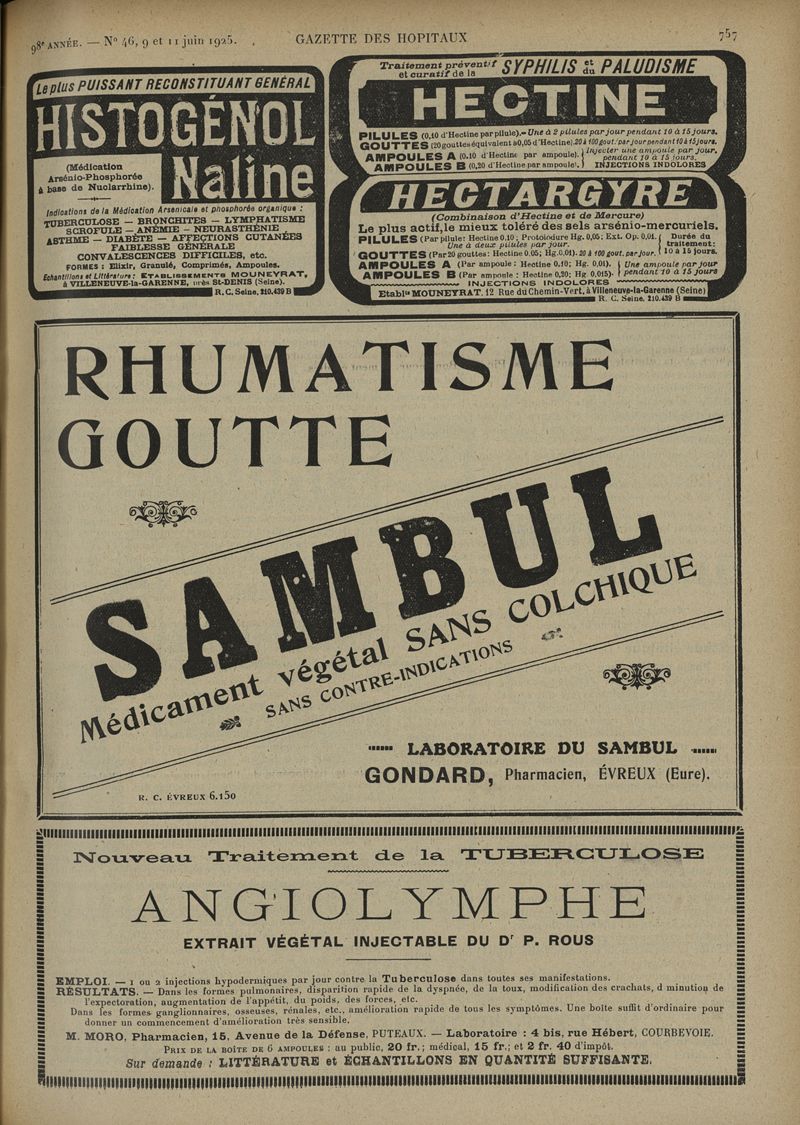 98e ANNÉE. — N° 46, 9 et 11 juin 1925.
GAZETTE DES HOPITAUX
757
Le plus PUISSANT RECONSTITUANT GÉNÉRAL
HISTOGÉNOL
Naline
(Médication
Arsénio-Phosphorée
à base de Nuclarrhine).
Indications de la Médication Arsenicale et phosphorée organique :
TUBERCULOSE — BRONCHITES — LYMPHATISME
SCROFULE — ANÉMIE — NEURASTHÉNIE
ASTHME — DIABÈTE — AFFECTIONS CUTANÉES
FAIBLESSE GÉNÉRALE
CONVALESCENCES DIFFICILES, etc.
FORMES : Elixir, Granulé, Comprimés, Ampoules.
Echantillons et Littérature : ETABLISSEMENTS MOUNEYRAT,
à VILLENEUVE-la-GARENNE, près St-DENIS (Seine).
R.C. Seine, 210.439 B
Traitement préventif
et curatif de la SYPHILIS et du PALUDISME
HECTINE
PILULES (0,10 d'Hectine par pilule).- Une à 2 pilules par jour pendant 10 à 15 jours.
GOUTTES (20 gouttes équivalent à 0,05 d'Hectine). 20 à 100 gout. par jour pendant 10 à 15 jours.
AMPOULES A (0,10 d'Hectine par ampoule). } Injecter une ampoule par jour,
AMPOULES B (0,20 d'Hectine par ampoule). } pendant 10 à 15 jours.
INJECTIONS INDOLORES
HECTARGYRE
(Combinaison d'Hectine et de Mercure)
Le plus actif, le mieux toléré des sels arsénio-mercuriels.
PILULES (Par pilule: Hectine 0,10; Protoiodure Hg. 0,05; Ext. Op. 0,01.
Une à deux pilules par jour.
GOUTTES (Par 20 gouttes: Hectine 0,05; Hg. 0,01). 20 à 100 gout. par jour.
Durée du
traitement:
10 à 15 jours.
AMPOULES A (Par ampoule : Hectine 0,10; Hg. 0,01). } Une ampoule par jour
AMPOULES B (Par ampoule : Hectine 0,20; Hg. 0,015). } pendant 10 à 15 jours
INJECTIONS INDOLORES
Etablts MOUNEYRAT, 12 Rue du Chemin-Vert, à Villeneuve-la-Garenne (Seine)
R. C. Seine, 210.439 B
RHUMATISME
GOUTTE
SAMBUL
Médicament végétal SANS COLCHIQUE
SANS CONTRE-INDICATIONS
LABORATOIRE DU SAMBUL
GONDARD, Pharmacien, ÉVREUX (Eure).
R. C. ÉVREUX 6.150
Nouveau Traitement de la TUBERCULOSE
ANGIOLYMPHE
EXTRAIT VÉGÉTAL INJECTABLE DU Dr P. ROUS
EMPLOI. — 1 ou 2 injections hypodermiques par jour contre la Tuberculose dans toutes ses manifestations.
RÉSULTATS. — Dans les formes pulmonaires, disparition rapide de la dyspnée, de la toux, modification des crachats, d minution de
l'expectoration, augmentation de l'appétit, du poids, des forces, etc.
Dans les formes ganglionnaires, osseuses, rénales, etc., amélioration rapide de tous les symptômes. Une boîte suffit d'ordinaire pour
donner un commencement d'amélioration très sensible.
M. MORO, Pharmacien, 15, Avenue de la Défense, PUTEAUX. — Laboratoire : 4 bis, rue Hébert, COURBEVOIE.
PRIX DE LA BOÎTE DE 6 AMPOULES : au public, 20 fr.; médical, 15 fr.; et 2 fr. 40 d'impôt.
Sur demande : LITTÉRATURE et ÉCHANTILLONS EN QUANTITÉ SUFFISANTE.